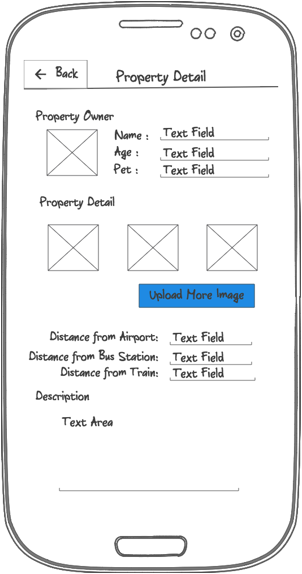 Back
Property Detail
Property Owner
Name : Text Field
Age : Text Field
Pet : Text Field
Property Detail
Upload More Image
Distance from Airport: Text Field
Distance from Bus Station: Text Field
Distance from Train: Text Field
Description
Text Area